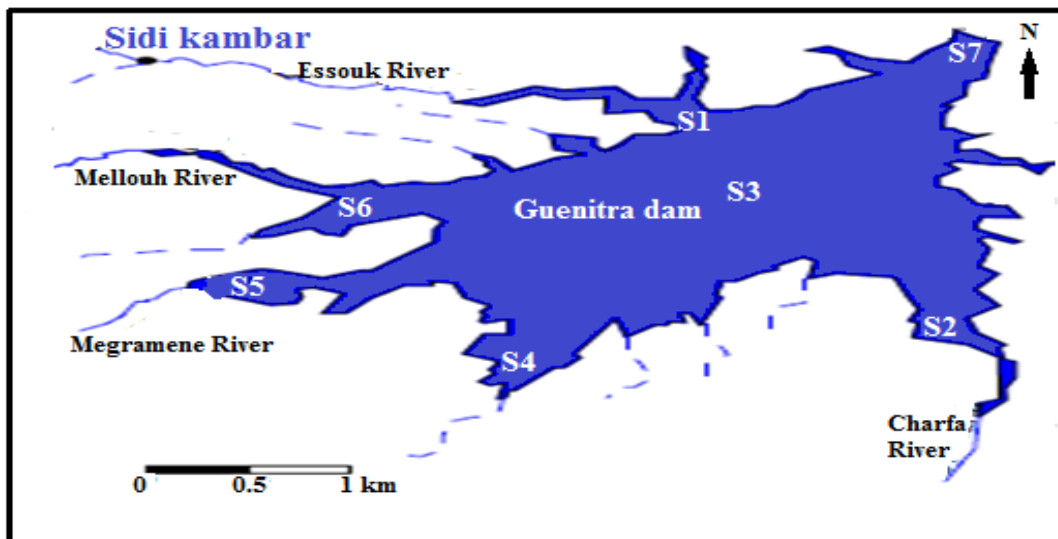 Sidi kambar
N
S7
Essouk River
S1
Mellouh River
S6
Guenitra dam
S3
S5
Megramene River
S2
S4
Charfa
River
0 0.5 1 km